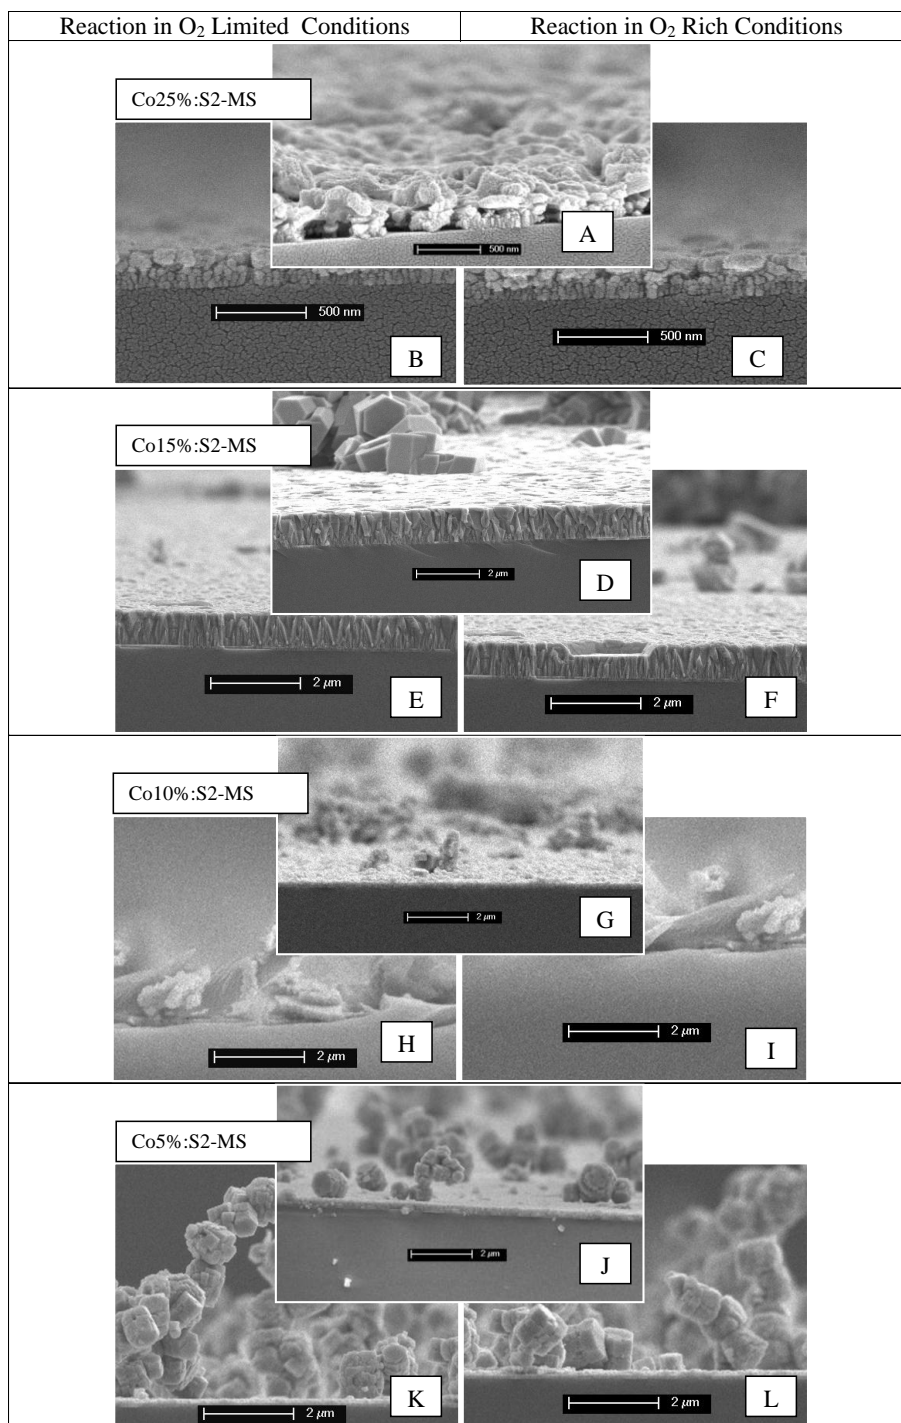 Reaction in O₂ Limited Conditions
Reaction in O₂ Rich Conditions
Co25%:S2-MS
500 nm
A
500 nm
B
500 nm
C
Co15%:S2-MS
2 μm
D
2 μm
E
2 μm
F
Co10%:S2-MS
2 μm
G
2 μm
H
2 μm
I
Co5%:S2-MS
2 μm
J
2 μm
K
2 μm
L